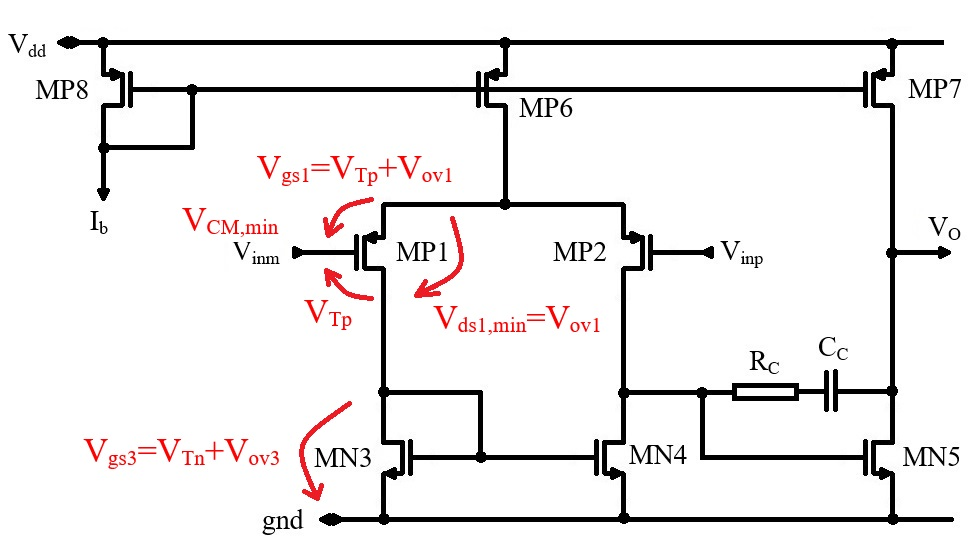 Vdd
MP8
MP6
MP7
Vgs1=VTp+Vov1
Ib
VCM,min
Vinm
MP1
MP2
Vinp
VO
VTp
Vds1,min=Vov1
RC
CC
Vgs3=VTn+Vov3
MN3
MN4
MN5
gnd